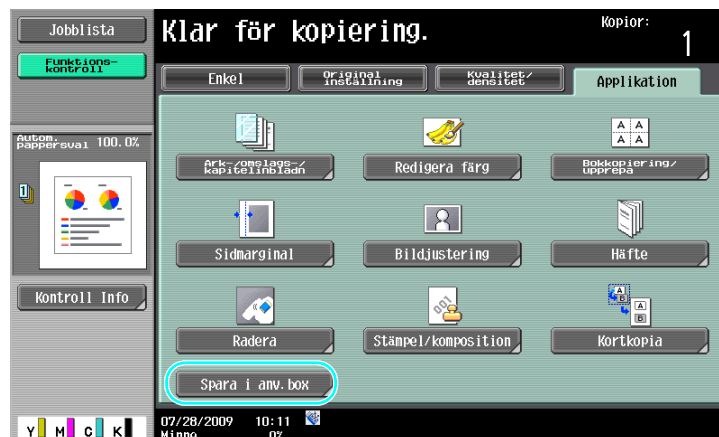 Jobblista
Funktions-
kontroll
Autom.
pappersval 100.0%
Kontroll Info
Y M C K
Klar för kopiering.
Kopior:
1
Enkel
Original
inställning
Kvalitet/
densitet
Applikation
Ark-/omslags-/
kapitelinbladn
Redigera färg
Bokkopiering/
upprepa
Sidmarginal
Bildjustering
Häfte
Radera
Stämpel/komposition
Kortkopia
Spara i anv.box
07/28/2009 10:11
Minne 0%